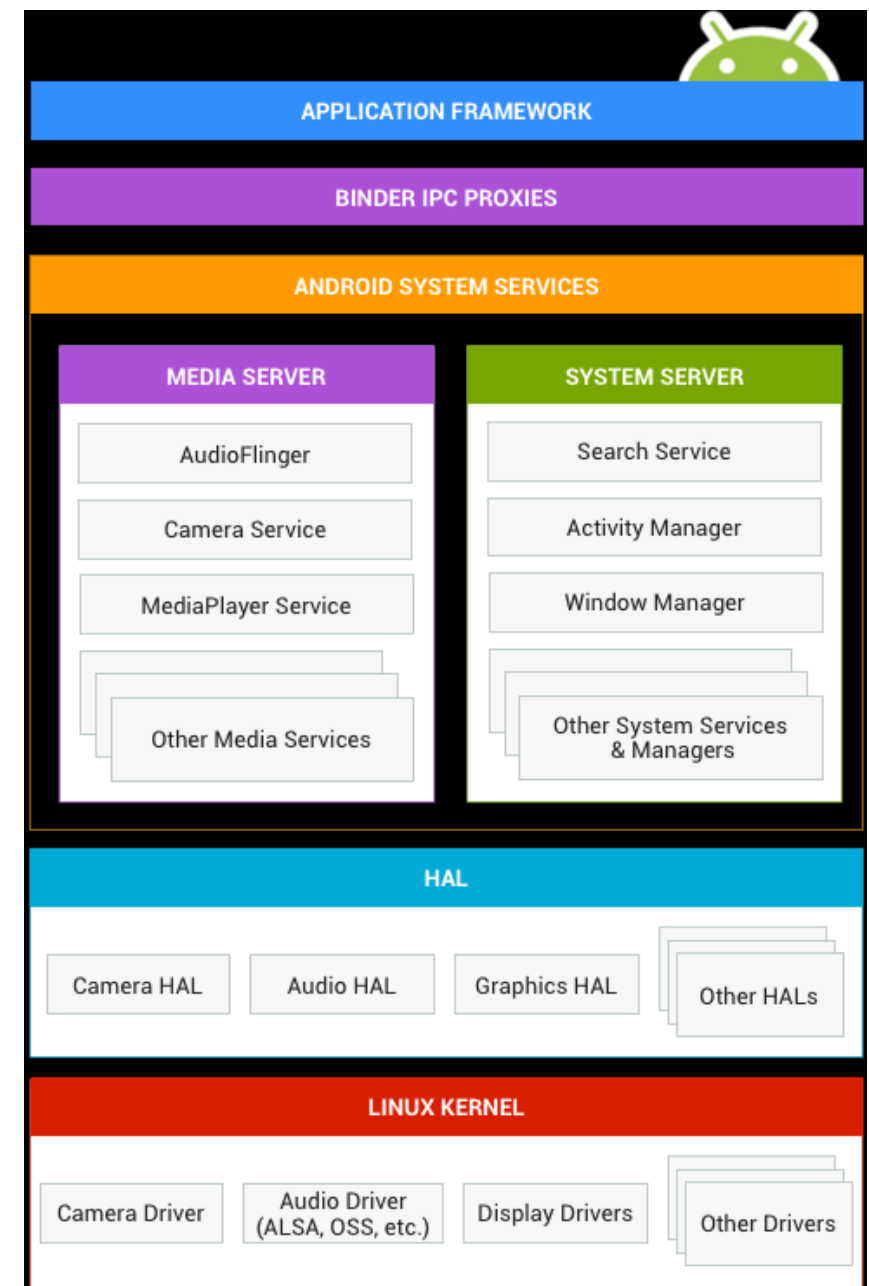 APPLICATION FRAMEWORK
BINDER IPC PROXIES
ANDROID SYSTEM SERVICES
MEDIA SERVER
AudioFlinger
Camera Service
MediaPlayer Service
Other Media Services
SYSTEM SERVER
Search Service
Activity Manager
Window Manager
Other System Services
& Managers
HAL
Camera HAL
Audio HAL
Graphics HAL
Other HALs
LINUX KERNEL
Camera Driver
Audio Driver
(ALSA, OSS, etc.)
Display Drivers
Other Drivers